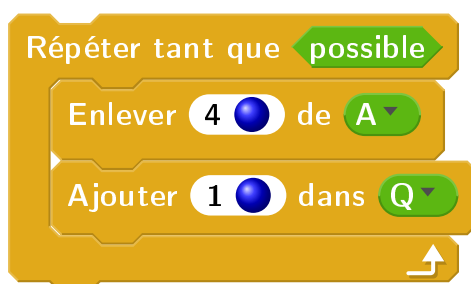 Répéter tant que possible
Enlever 4 de A
Ajouter 1 dans Q